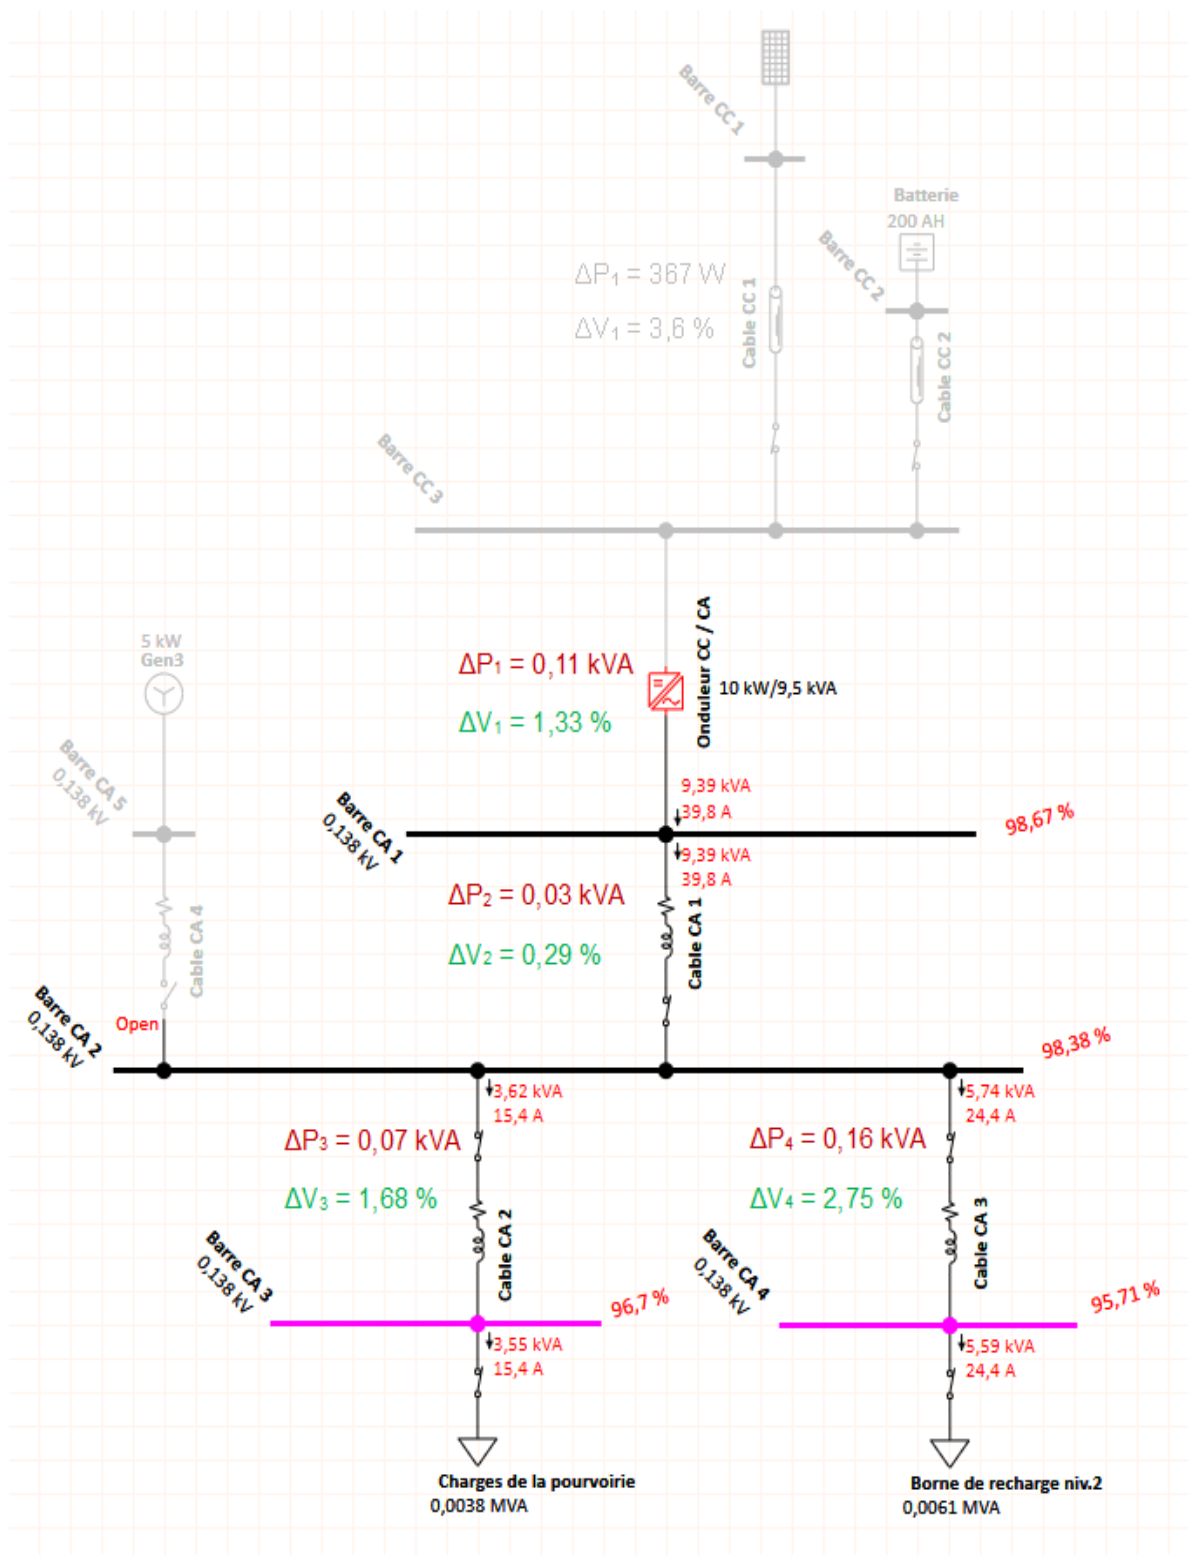 Barre CC 1
Batterie
200 AH
Barre CC 2
ΔP₁ = 367 W
ΔV₁ = 3,6 %
Cable CC 1
Cable CC 2
Barre CC 3
Onduleur CC / CA
5 kW
Gen3
ΔP₁ = 0,11 kVA
10 kW/9,5 kVA
ΔV₁ = 1,33 %
Barre CA 5
0,138 kV
9,39 kVA
39,8 A
Barre CA 1
0,138 kV
98,67 %
9,39 kVA
39,8 A
ΔP₂ = 0,03 kVA
ΔV₂ = 0,29 %
Cable CA 1
Cable CA 4
Barre CA 2
0,138 kV
Open
98,38 %
3,62 kVA
15,4 A
5,74 kVA
24,4 A
ΔP₃ = 0,07 kVA
ΔP₄ = 0,16 kVA
ΔV₃ = 1,68 %
ΔV₄ = 2,75 %
Cable CA 2
Cable CA 3
Barre CA 3
0,138 kV
96,7 %
Barre CA 4
0,138 kV
95,71 %
3,55 kVA
15,4 A
5,59 kVA
24,4 A
Charges de la pourvoirie
0,0038 MVA
Borne de recharge niv.2
0,0061 MVA